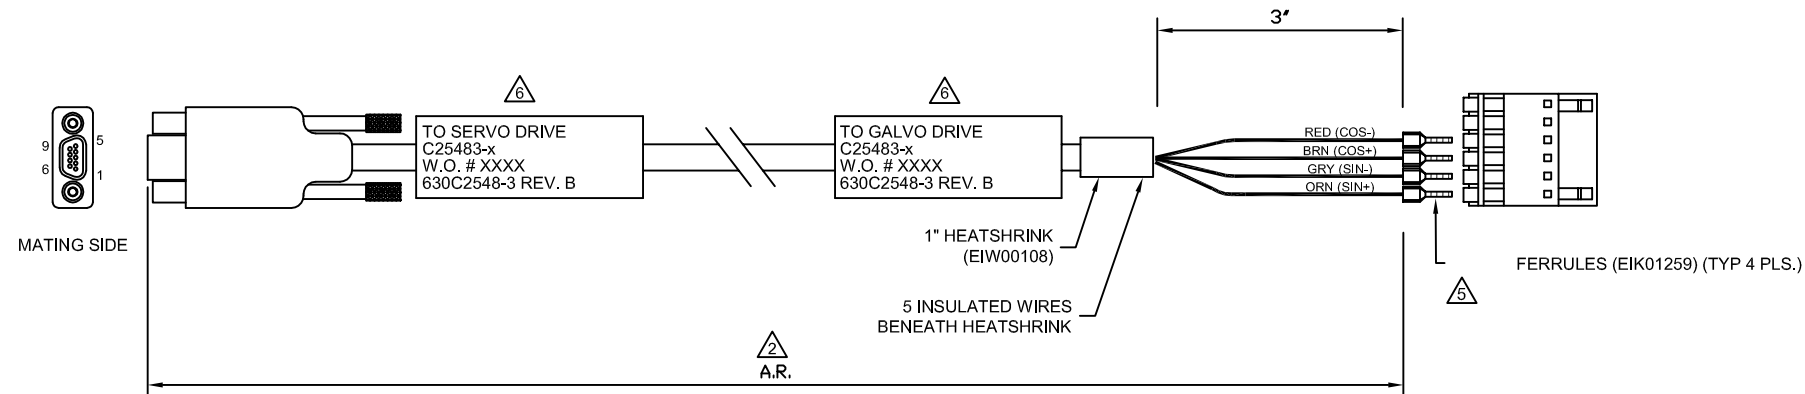 3"
6
6
9
5
6
1
MATING SIDE
TO SERVO DRIVE
C25483-x
W.O. # XXXX
630C2548-3 REV. B
TO GALVO DRIVE
C25483-x
W.O. # XXXX
630C2548-3 REV. B
RED (COS-)
BRN (COS+)
GRY (SIN-)
ORN (SIN+)
1" HEATSHRINK
(EIW00108)
5 INSULATED WIRES
BENEATH HEATSHRINK
FERRULES (EIK01259) (TYP 4 PLS.)
5
2
A.R.